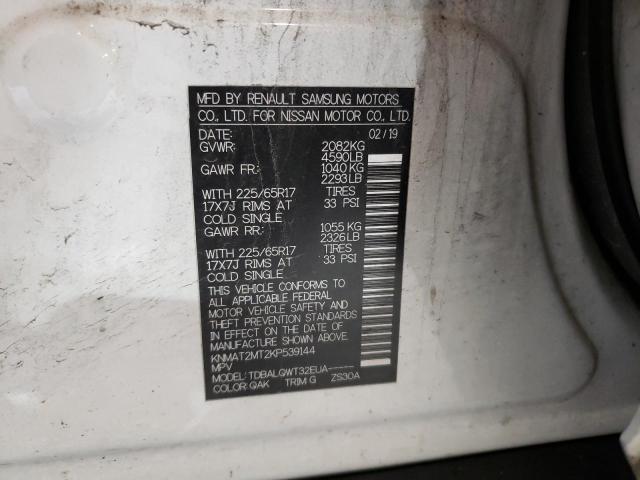 MFD BY RENAULT SAMSUNG MOTORS
CO., LTD. FOR NISSAN MOTOR CO., LTD.
DATE: 02/19
GVWR: 2082KG
4590LB
GAWR FR: 1040 KG
2293LB
WITH 225/65R17 TIRES
17X7J RIMS AT 33 PSI
COLD SINGLE
GAWR RR: 1055 KG
2326LB
WITH 225/65R17 TIRES
17X7J RIMS AT 33 PSI
COLD SINGLE
THIS VEHICLE CONFORMS TO
ALL APPLICABLE FEDERAL
MOTOR VEHICLE SAFETY AND
THEFT PREVENTION STANDARDS
IN EFFECT ON THE DATE OF
MANUFACTURE SHOWN ABOVE.
KNMAT2MT2KP539144
MPV
MODEL:TDBALQWT32EUA-----
COLOR:QAK TRIM:G ZS30A